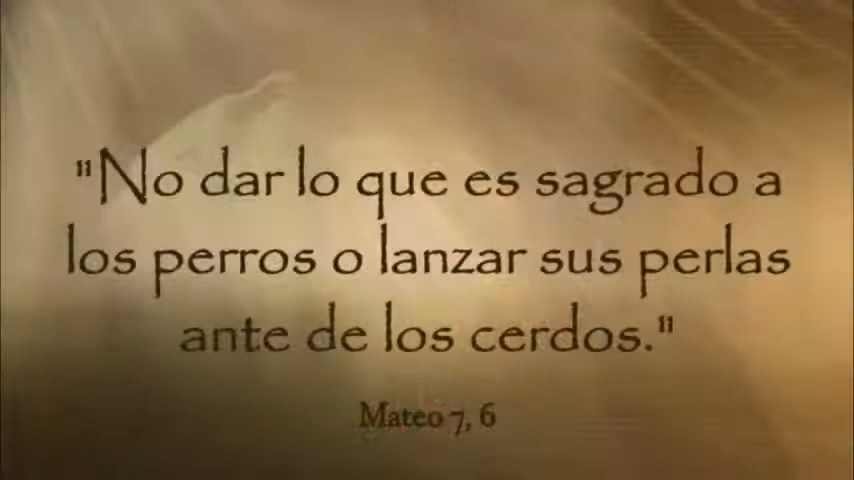 "No dar lo que es sagrado a
los perros o lanzar sus perlas
ante de los cerdos."
Mateo 7, 6